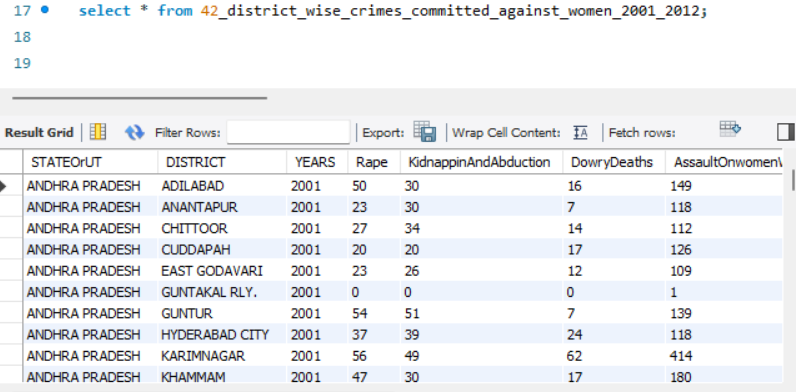 17 select * from 42_district_wise_crimes_committed_against_women_2001_2012;
18
19
Result Grid Filter Rows: Export: Wrap Cell Content: Fetch rows:
STATEOrUT DISTRICT YEARS Rape KidnappinAndAbduction DowryDeaths AssaultOnwomenW
ANDHRA PRADESH ADILABAD 2001 50 30 16 149
ANDHRA PRADESH ANANTAPUR 2001 23 30 7 118
ANDHRA PRADESH CHITTOOR 2001 27 34 14 112
ANDHRA PRADESH CUDDAPAH 2001 20 20 17 126
ANDHRA PRADESH EAST GODAVARI 2001 23 26 12 109
ANDHRA PRADESH GUNTAKAL RLY. 2001 0 0 0 1
ANDHRA PRADESH GUNTUR 2001 54 51 7 139
ANDHRA PRADESH HYDERABAD CITY 2001 37 39 24 118
ANDHRA PRADESH KARIMNAGAR 2001 56 49 62 414
ANDHRA PRADESH KHAMMAM 2001 47 30 17 180